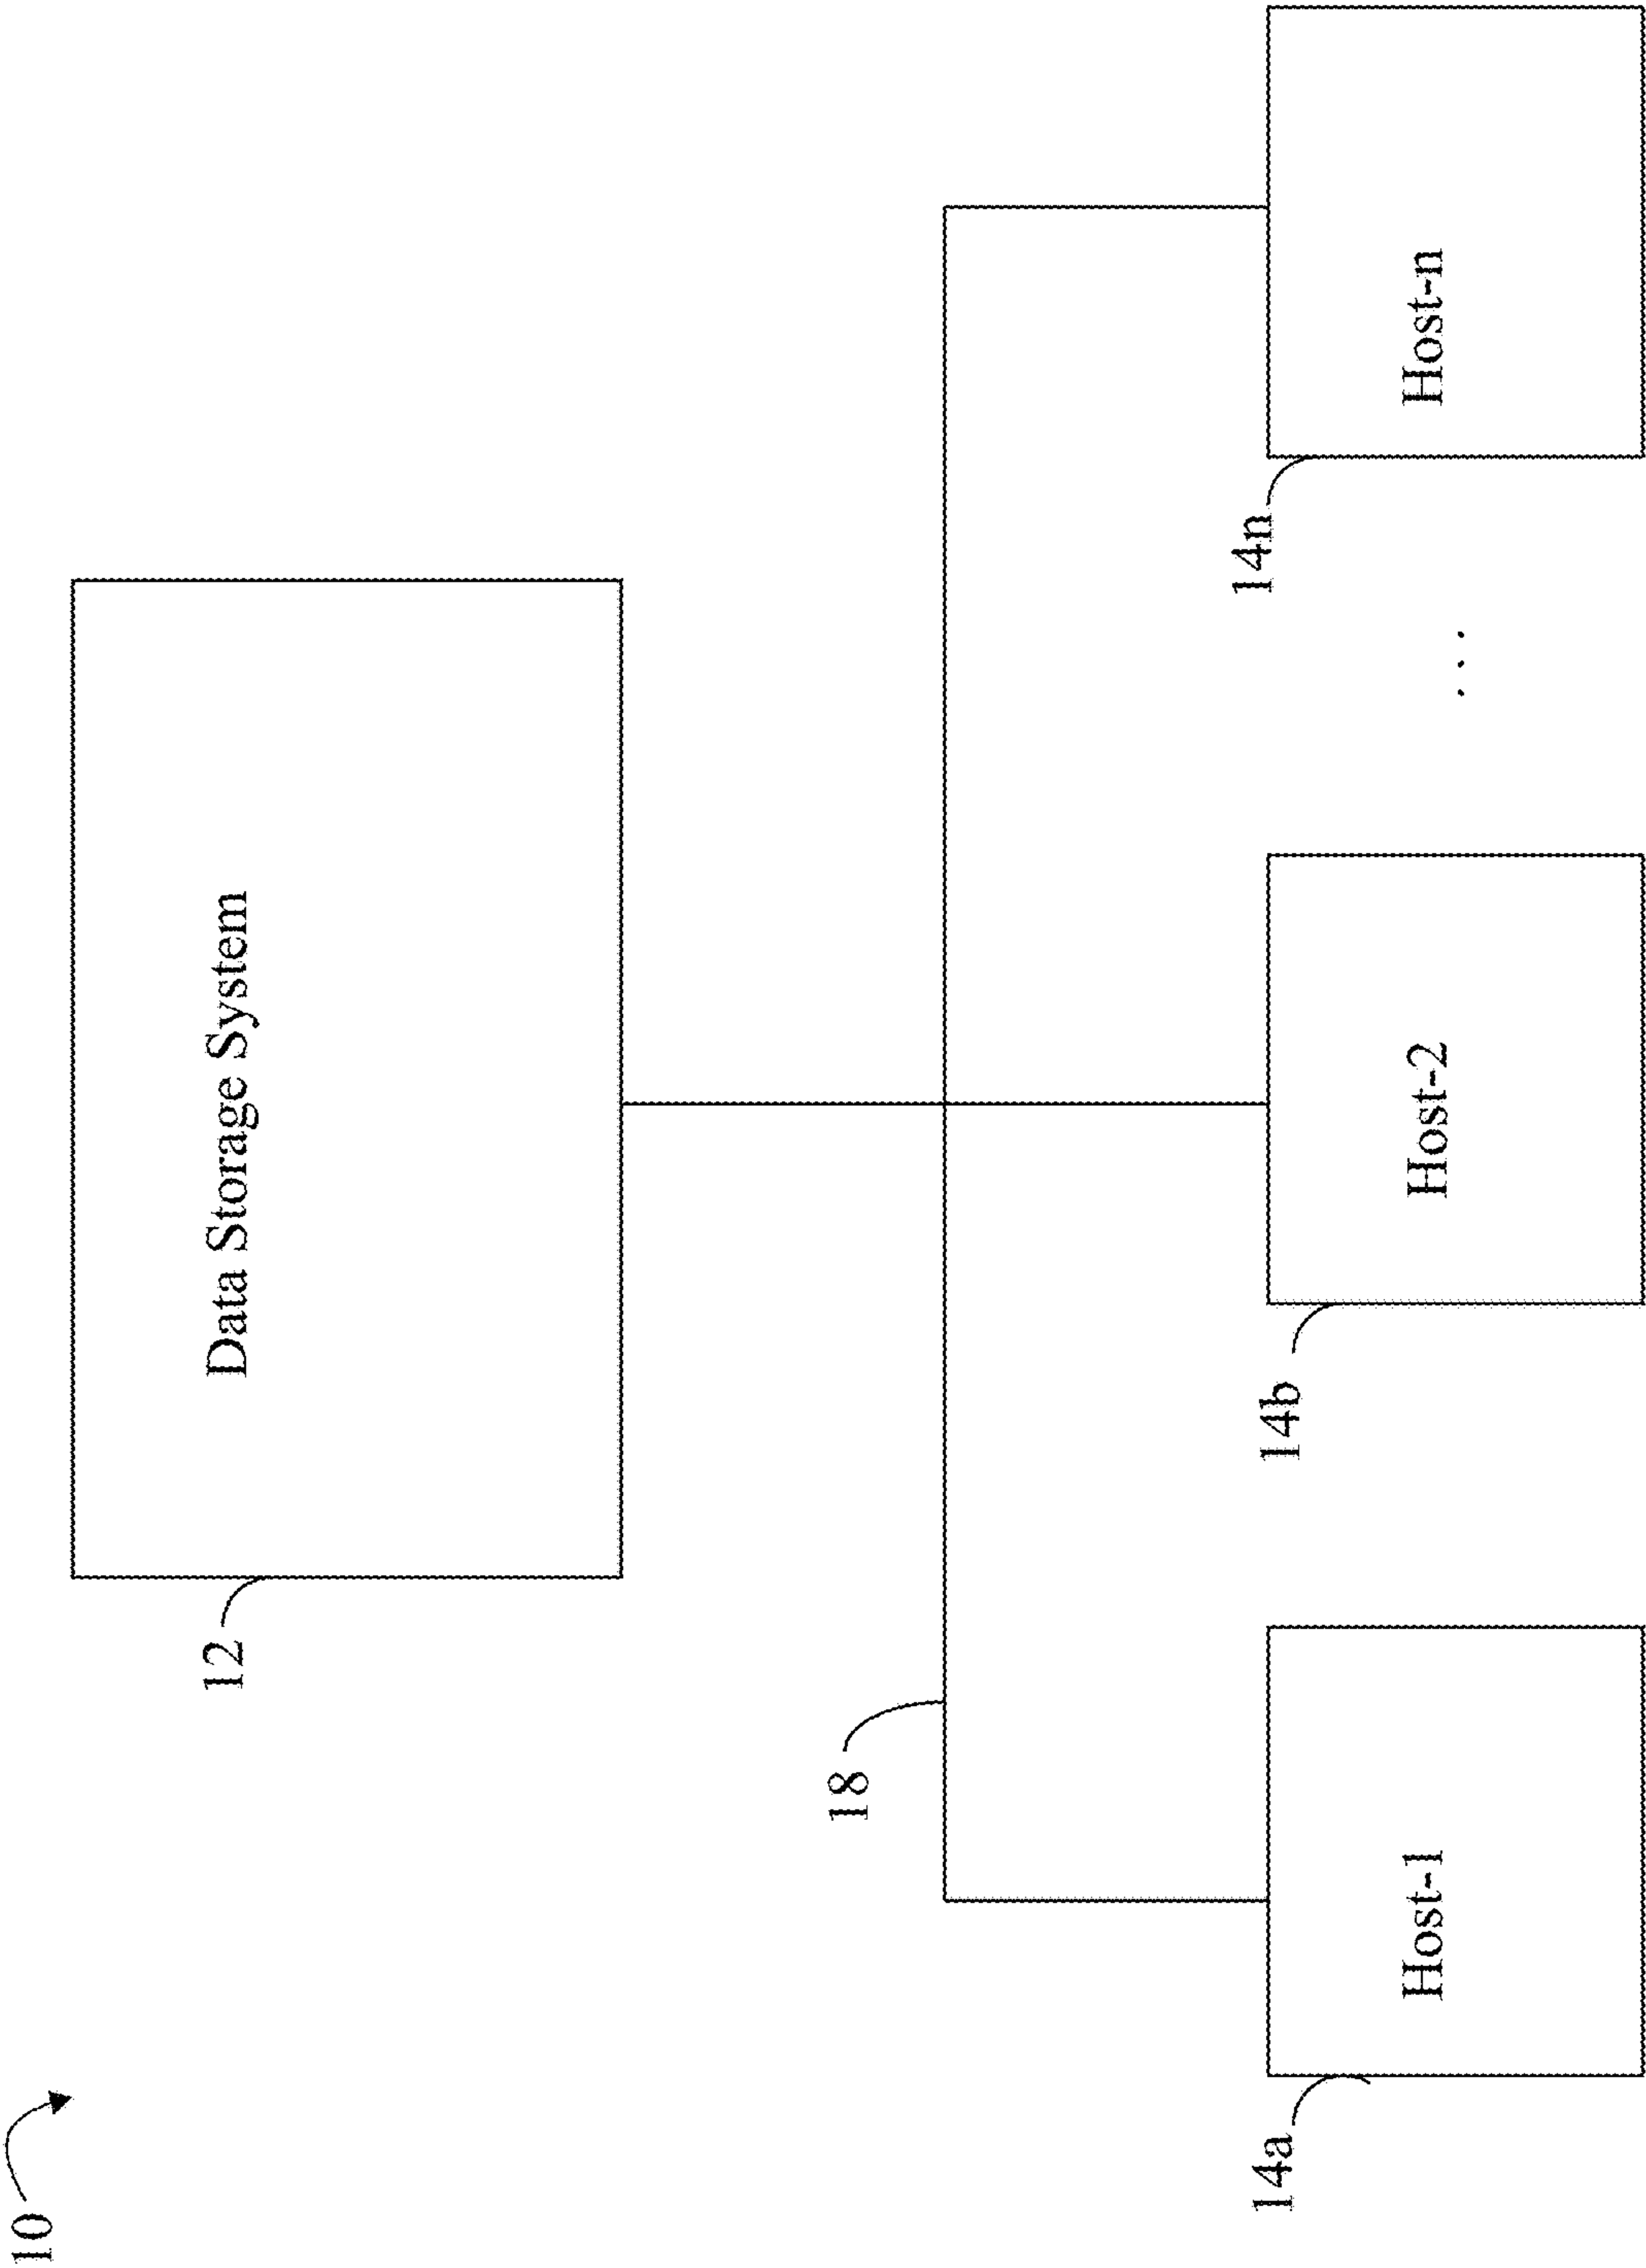 10
12
Data Storage System
18
14a
Host-1
14b
Host-2
...
14n
Host-n